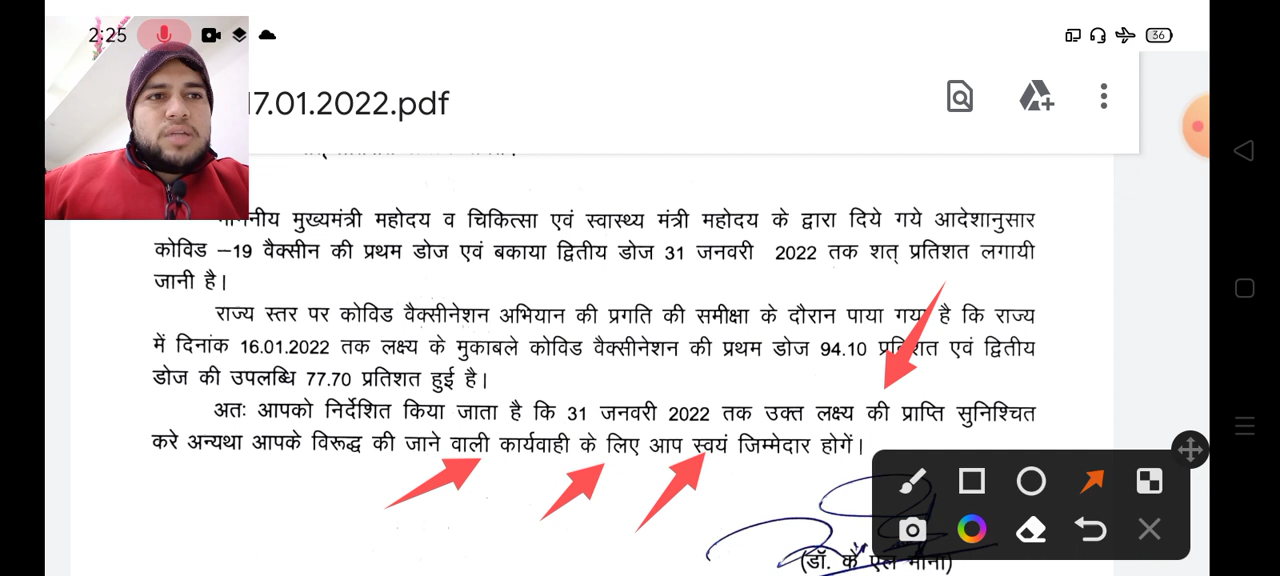 2:25
36
17.01.2022.pdf
माननीय मुख्यमंत्री महोदय व चिकित्सा एवं स्वास्थ्य मंत्री महोदय के द्वारा दिये गये आदेशानुसार
कोविड –19 वैक्सीन की प्रथम डोज एवं बकाया द्वितीय डोज 31 जनवरी 2022 तक शत् प्रतिशत लगायी
जानी है।
राज्य स्तर पर कोविड वैक्सीनेशन अभियान की प्रगति की समीक्षा के दौरान पाया गया है कि राज्य
में दिनांक 16.01.2022 तक लक्ष्य के मुकाबले कोविड वैक्सीनेशन की प्रथम डोज 94.10 प्रतिशत एवं द्वितीय
डोज की उपलब्धि 77.70 प्रतिशत हुई है।
अतः आपको निर्देशित किया जाता है कि 31 जनवरी 2022 तक उक्त लक्ष्य की प्राप्ति सुनिश्चित
करे अन्यथा आपके विरूद्ध की जाने वाली कार्यवाही के लिए आप स्वयं जिम्मेदार होगें।
(डॉ. के एल मीना)